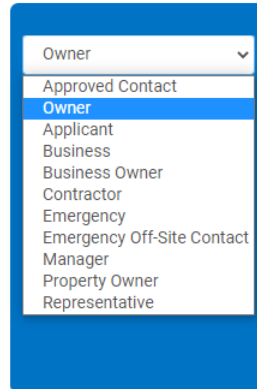 Owner
Approved Contact
Owner
Applicant
Business
Business Owner
Contractor
Emergency
Emergency Off-Site Contact
Manager
Property Owner
Representative